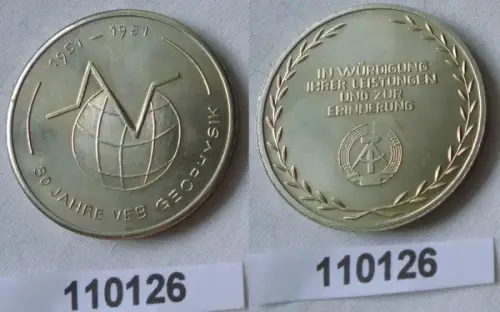 1951 – 1981
30 JAHRE VEB GEOPHYSIK
IN WÜRDIGUNG
IHRER LEISTUNGEN
UND ZUR
ERINNERUNG
110126
110126